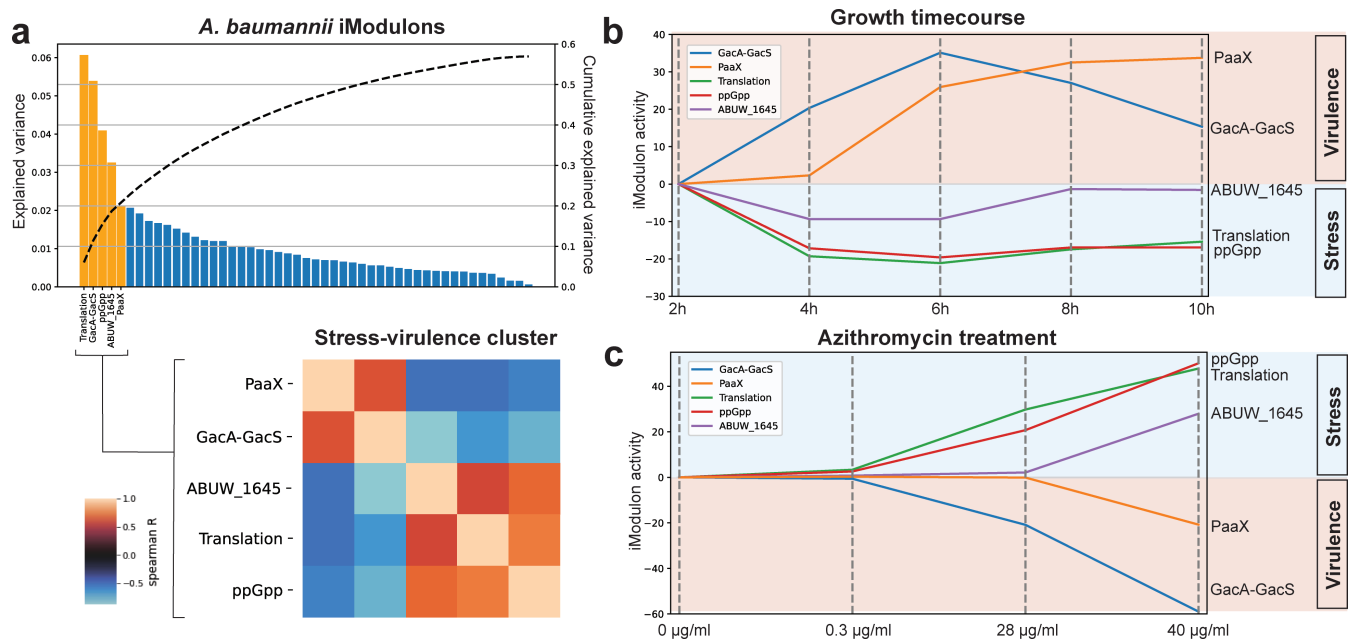 a
A. baumannii iModulons
Explained variance
0.06
0.05
0.04
0.03
0.02
0.01
0.00
Cumulative explained variance
0.6
0.5
0.4
0.3
0.2
0.1
0.0
Translation
GacA-GacS
ppGpp
ABUW_1645
PaaX
Stress-virulence cluster
PaaX
GacA-GacS
ABUW_1645
Translation
ppGpp
1.0
0.5
0.0
−0.5
spearman R
b
Growth timecourse
iModulon activity
40
30
20
10
0
−10
−20
−30
GacA-GacS
PaaX
Translation
ppGpp
ABUW_1645
2h
4h
6h
8h
10h
PaaX
GacA-GacS
ABUW_1645
Translation
ppGpp
Virulence
Stress
c
Azithromycin treatment
iModulon activity
40
20
0
−20
−40
−60
GacA-GacS
PaaX
Translation
ppGpp
ABUW_1645
0 µg/ml
0.3 µg/ml
28 µg/ml
40 µg/ml
ppGpp
Translation
ABUW_1645
PaaX
GacA-GacS
Stress
Virulence